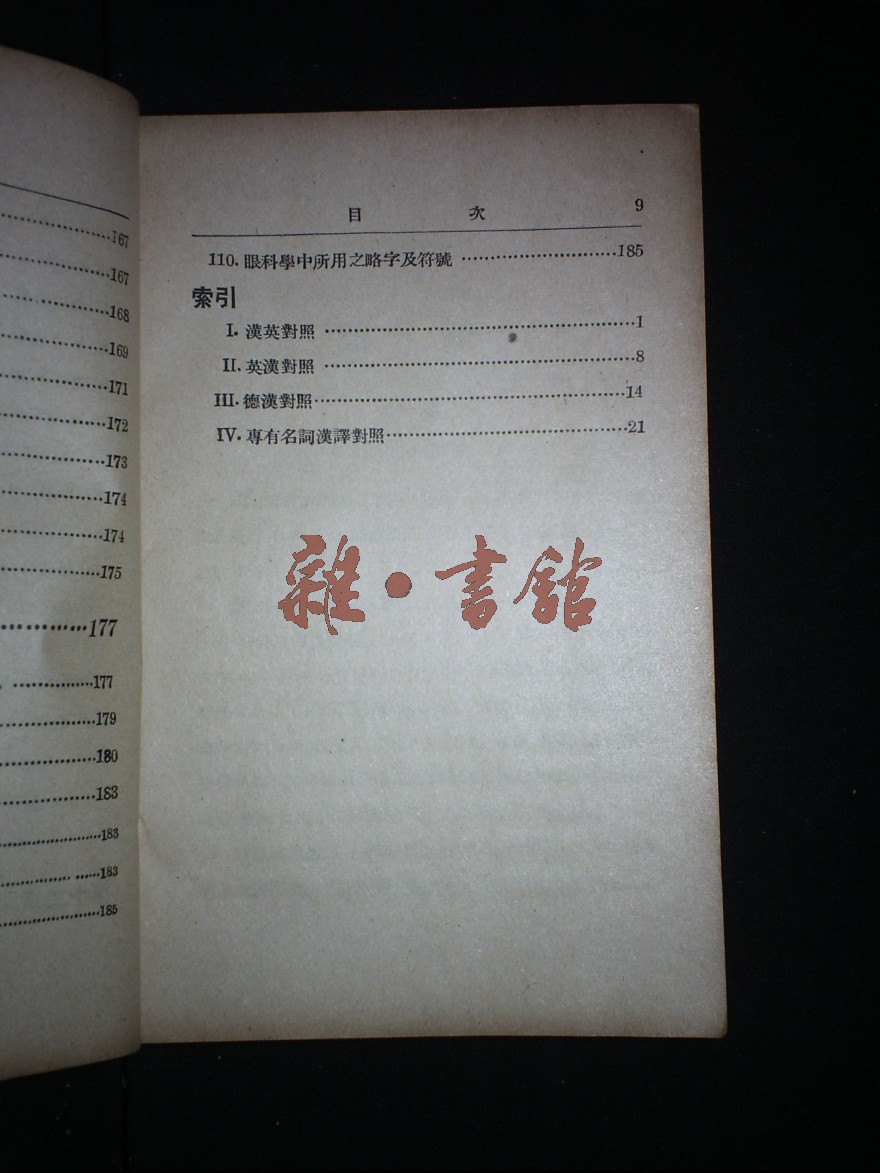 167
167
168
169
171
172
173
174
174
175
177
177
179
180
183
183
183
185
目 次 9
110. 眼科學中所用之略字及符號 ························185
索引
I. 漢英對照 ················································1
II. 英漢對照 ················································8
III. 德漢對照················································14
IV. 專有名詞漢譯對照·····································21
雜·書館